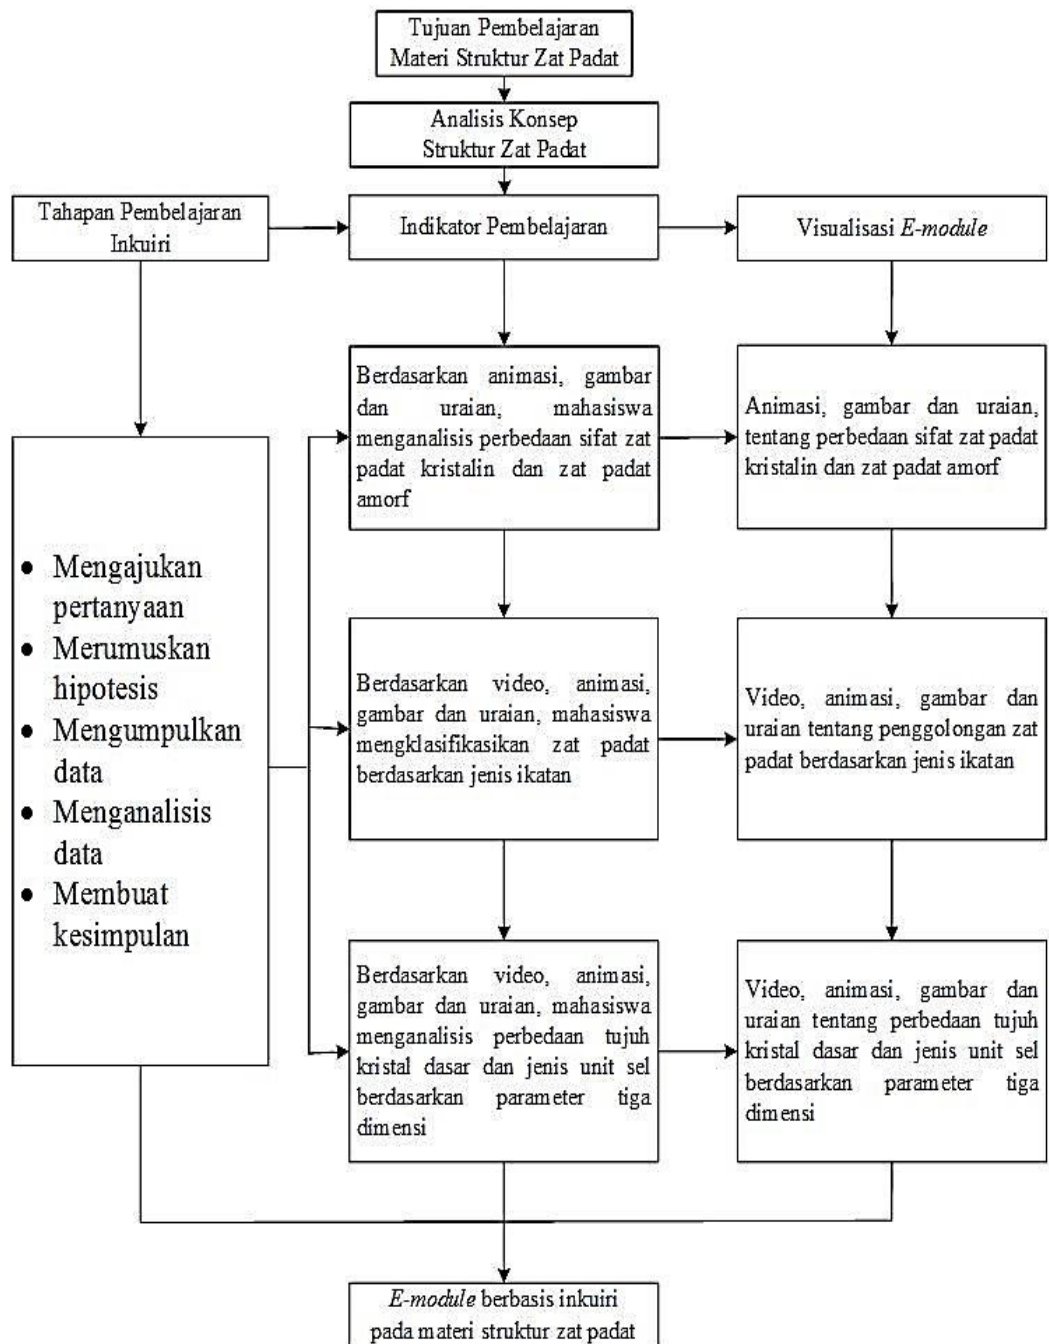 Tujuan Pembelajaran
Materi Struktur Zat Padat
Analisis Konsep
Struktur Zat Padat
Tahapan Pembelajaran
Inkuiri
Indikator Pembelajaran
Visualisasi E-module
Berdasarkan animasi, gambar
dan uraian, mahasiswa
menganalisis perbedaan sifat zat
padat kristalin dan zat padat
amorf
Animasi, gambar dan uraian,
tentang perbedaan sifat zat padat
kristalin dan zat padat amorf
• Mengajukan
pertanyaan
• Merumuskan
hipotesis
• Mengumpulkan
data
• Menganalisis
data
• Membuat
kesimpulan
Berdasarkan video, animasi,
gambar dan uraian, mahasiswa
mengklasifikasikan zat padat
berdasarkan jenis ikatan
Video, animasi, gambar dan
uraian tentang penggolongan zat
padat berdasarkan jenis ikatan
Berdasarkan video, animasi,
gambar dan uraian, mahasiswa
menganalisis perbedaan tujuh
kristal dasar dan jenis unit sel
berdasarkan parameter tiga
dimensi
Video, animasi, gambar dan
uraian tentang perbedaan tujuh
kristal dasar dan jenis unit sel
berdasarkan parameter tiga
dimensi
E-module berbasis inkuiri
pada materi struktur zat padat